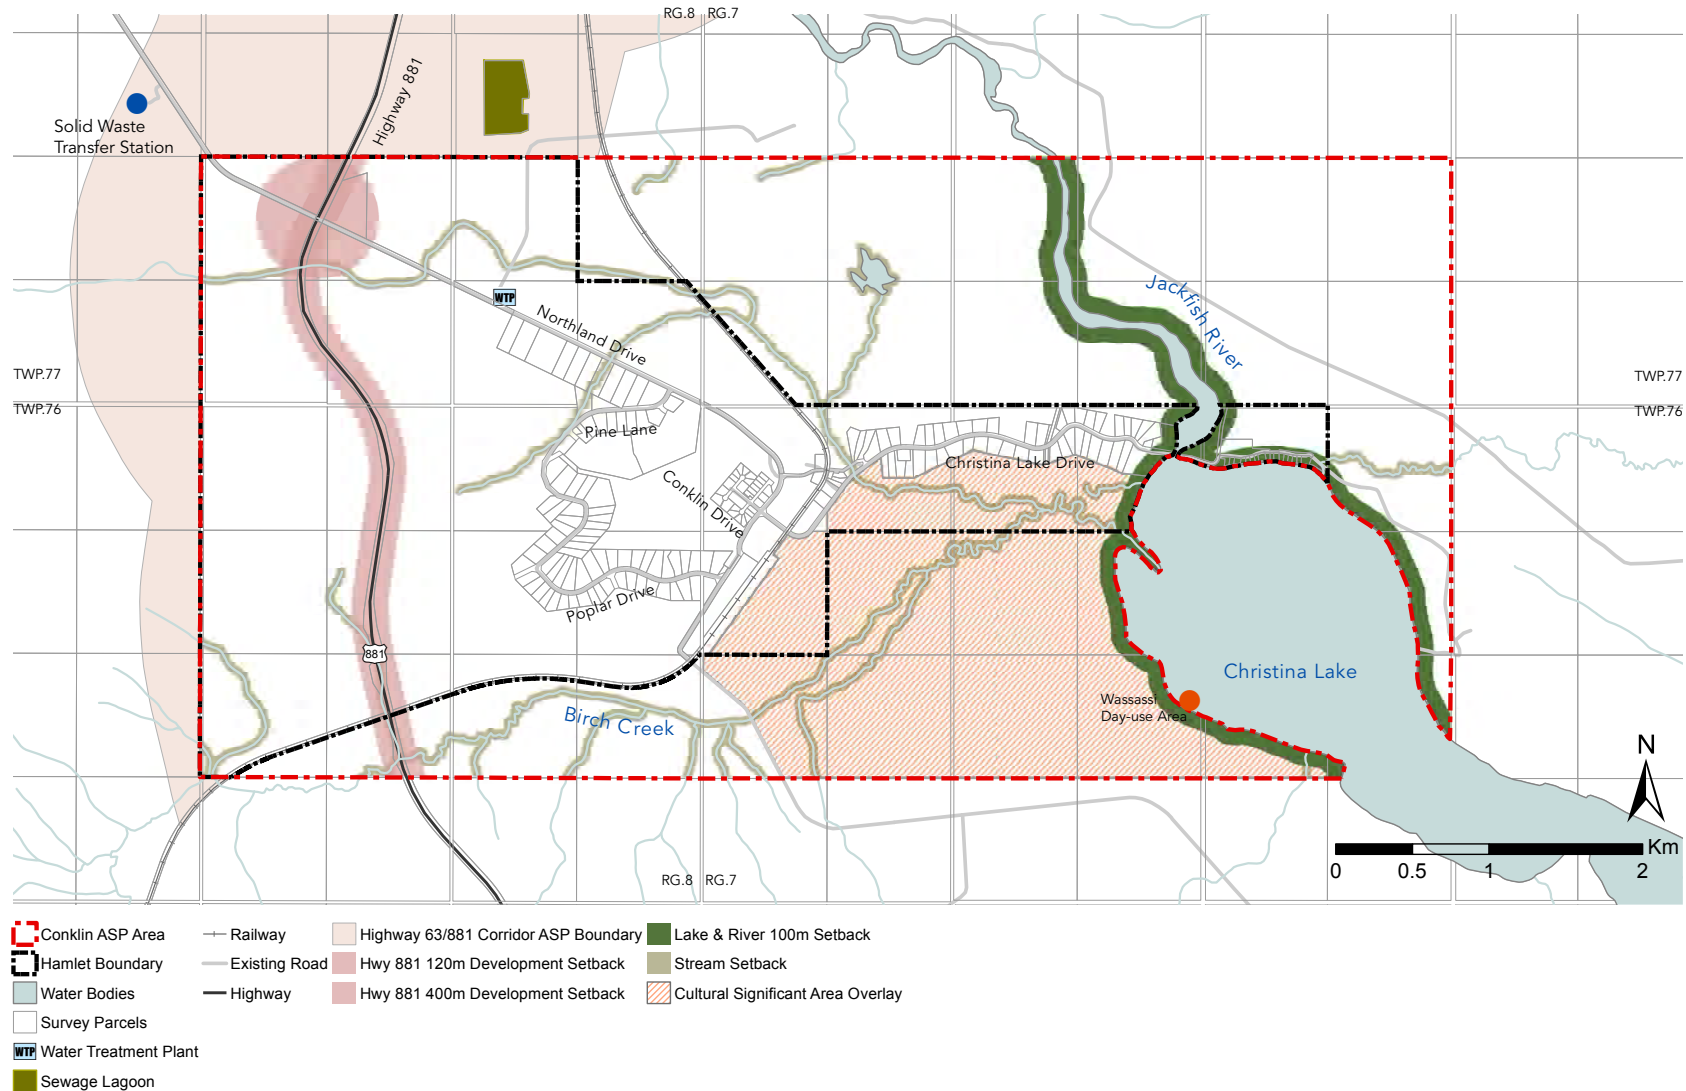 RG.8 RG.7
Highway 881
Solid Waste
Transfer Station
Jackfish River
WTP
Northland Drive
TWP.77
TWP.77
TWP.76
TWP.76
Pine Lane
Christina Lake Drive
Conklin Drive
Poplar Drive
881
Christina Lake
Wassassi
Day-use Area
Birch Creek
N
Km
0 0.5 1 2
RG.8 RG.7
Conklin ASP Area
Hamlet Boundary
Water Bodies
Survey Parcels
WTP Water Treatment Plant
Sewage Lagoon
Railway
Existing Road
Highway
Highway 63/881 Corridor ASP Boundary
Hwy 881 120m Development Setback
Hwy 881 400m Development Setback
Lake & River 100m Setback
Stream Setback
Cultural Significant Area Overlay